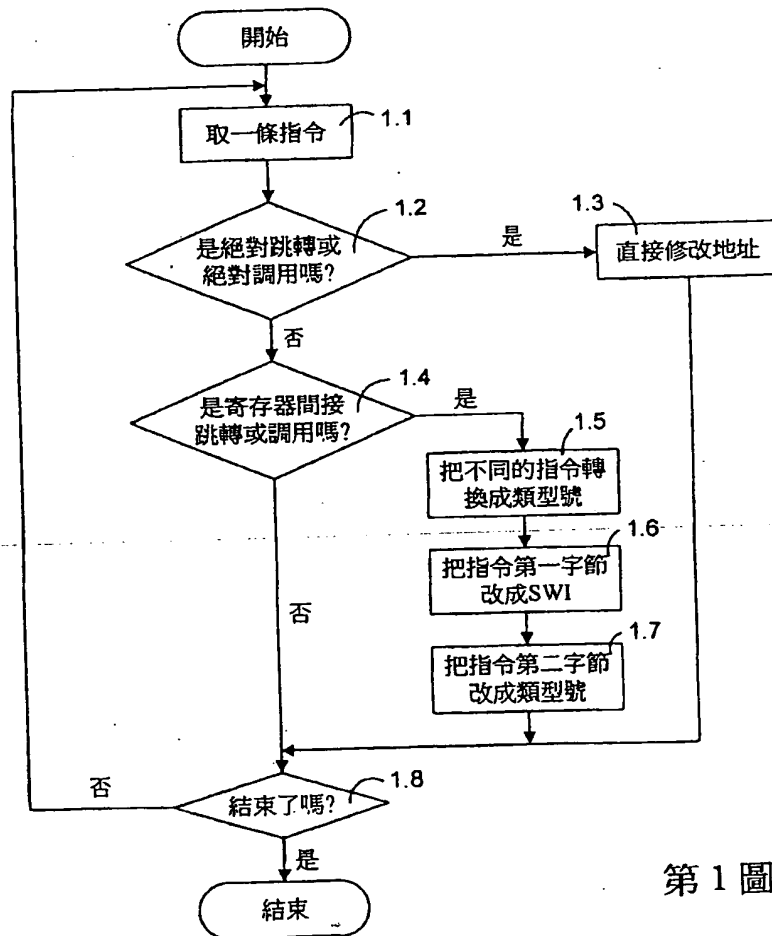 開始
1.1
取一條指令
1.2
是絕對跳轉或
絕對調用嗎?
是
1.3
直接修改地址
否
1.4
是寄存器間接
跳轉或調用嗎?
是
1.5
把不同的指令轉
換成類型號
1.6
把指令第一字節
改成SWI
否
1.7
把指令第二字節
改成類型號
否
1.8
結束了嗎?
是
結束
第1圖